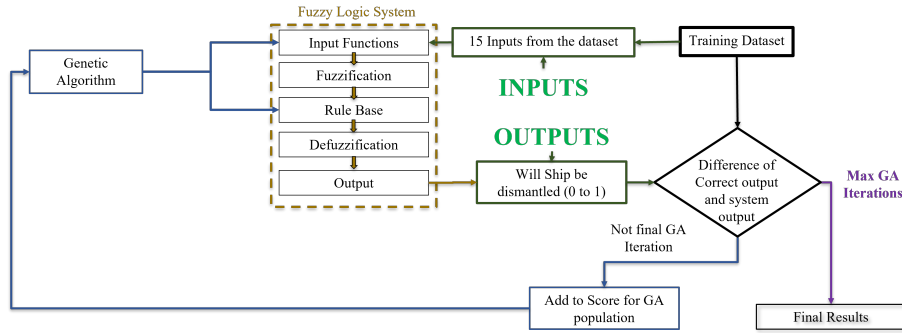 Fuzzy Logic System
Input Functions
15 Inputs from the dataset
Training Dataset
Genetic
Algorithm
Fuzzification
INPUTS
Rule Base
OUTPUTS
Defuzzification
Will Ship be
dismantled (0 to 1)
Output
Difference of
Correct output
and system
output
Max GA
Iterations
Not final GA
Iteration
Add to Score for GA
population
Final Results